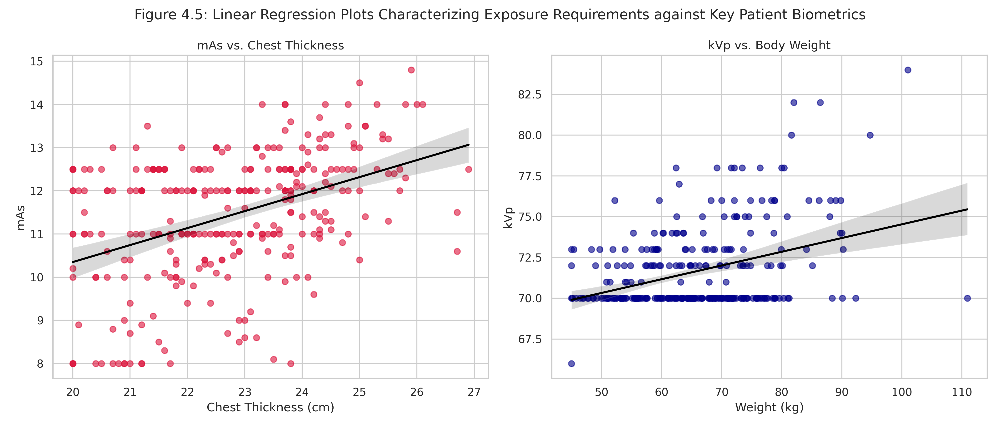 Figure 4.5: Linear Regression Plots Characterizing Exposure Requirements against Key Patient Biometrics
mAs vs. Chest Thickness
15
14
13
12
11
10
9
8
mAs
20 21 22 23 24 25 26 27
Chest Thickness (cm)
kVp vs. Body Weight
82.5
80.0
77.5
75.0
72.5
70.0
67.5
kVp
50 60 70 80 90 100 110
Weight (kg)